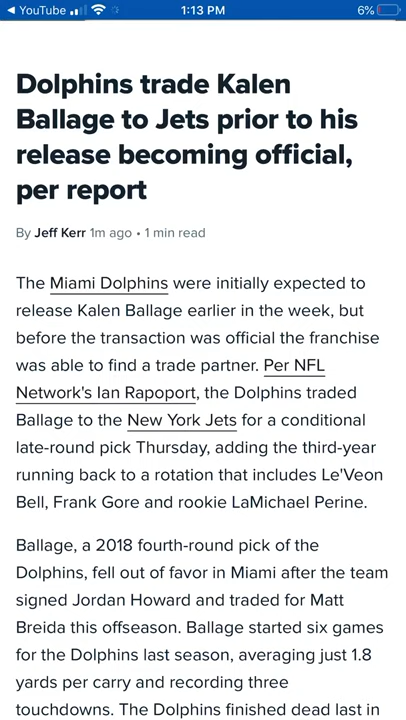 YouTube 1:13 PM 6%
Dolphins trade Kalen
Ballage to Jets prior to his
release becoming official,
per report
By Jeff Kerr 1m ago • 1 min read
The Miami Dolphins were initially expected to
release Kalen Ballage earlier in the week, but
before the transaction was official the franchise
was able to find a trade partner. Per NFL
Network's Ian Rapoport, the Dolphins traded
Ballage to the New York Jets for a conditional
late-round pick Thursday, adding the third-year
running back to a rotation that includes Le'Veon
Bell, Frank Gore and rookie LaMichael Perine.
Ballage, a 2018 fourth-round pick of the
Dolphins, fell out of favor in Miami after the team
signed Jordan Howard and traded for Matt
Breida this offseason. Ballage started six games
for the Dolphins last season, averaging just 1.8
yards per carry and recording three
touchdowns. The Dolphins finished dead last in